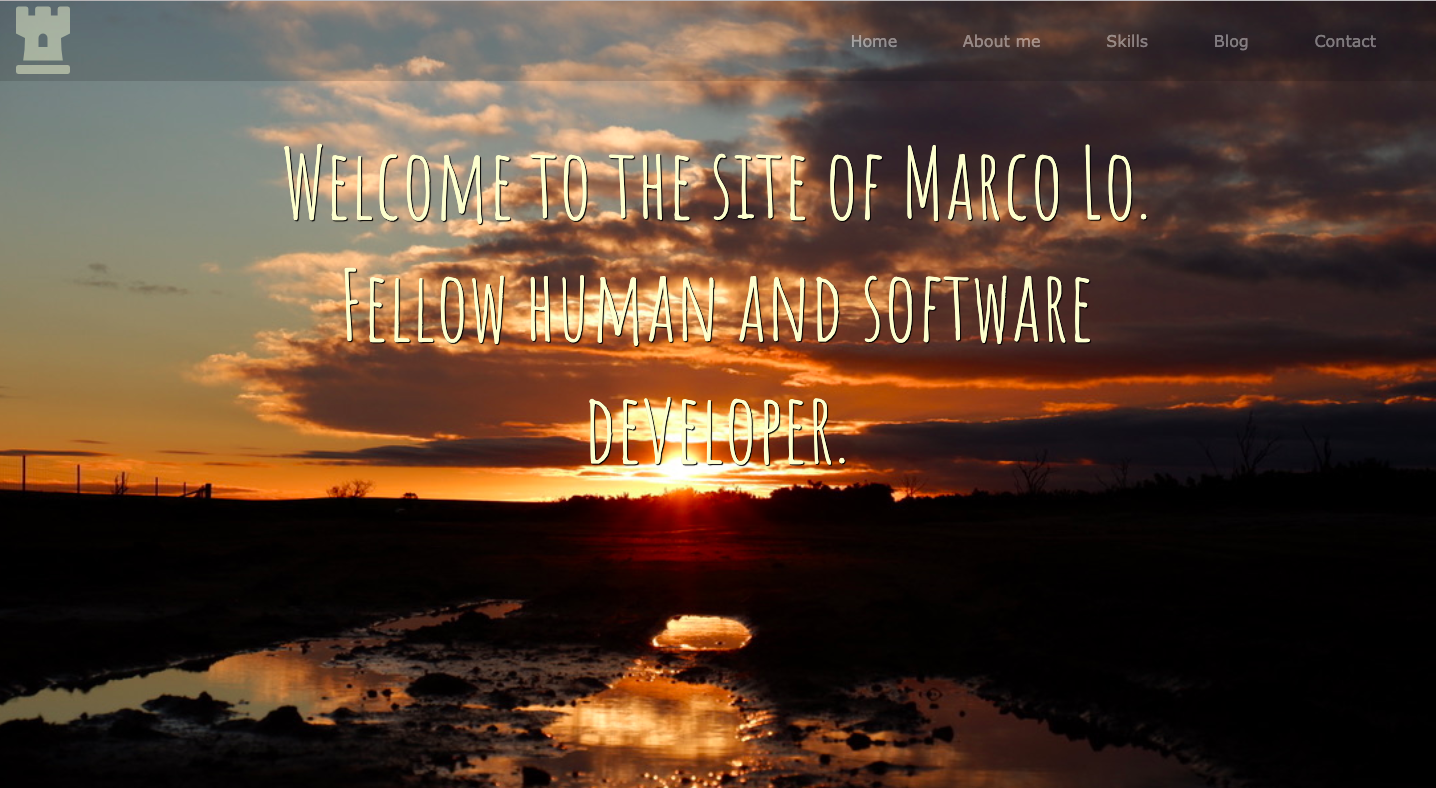 Home About me Skills Blog Contact
Welcome to the site of Marco Lo.
Fellow human and software
developer.